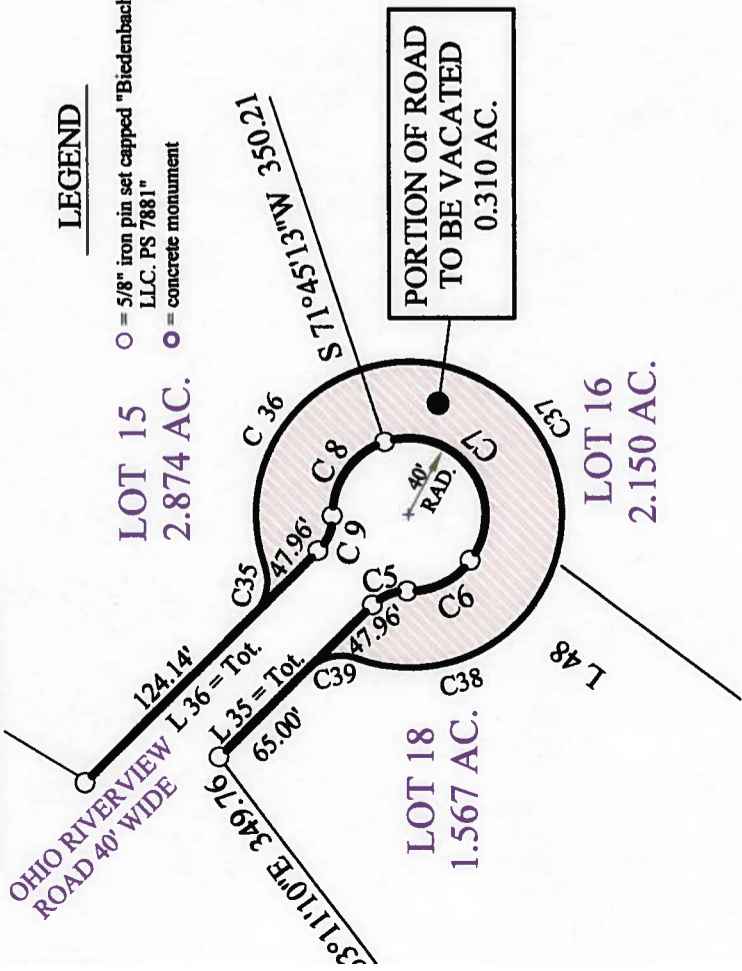 LEGEND
○ = 5/8" iron pin set capped "Biedenbach
LLC. PS 7881"
○ = concrete monument
PORTION OF ROAD
TO BE VACATED
0.310 AC.
S 71°45'13"W 350.21
LOT 15
2.874 AC.
C 36
C 8
C7
40'
RAD.
C37
LOT 16
2.150 AC.
C35
47.96'
C 9
C5
47.96'
C6
124.14'
L 36 = Tot.
L 35 = Tot.
65.00'
C39
C38
L 48
OHIO RIVERVIEW
ROAD 40' WIDE
LOT 18
1.567 AC.
3°11'10"E 349.76